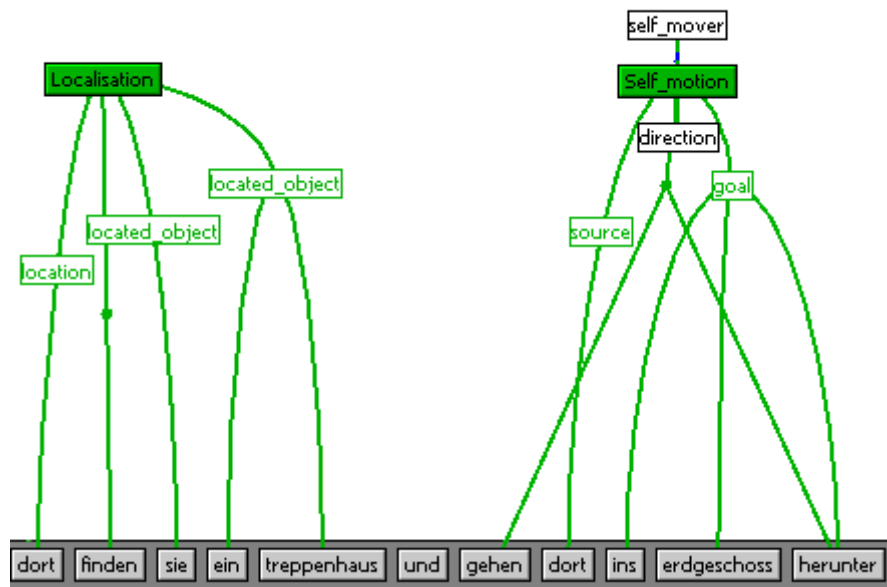 self_mover
Localisation
Self_motion
direction
located_object
goal
located_object
source
location
dort finden sie ein treppenhaus und gehen dort ins erdgeschoss herunter